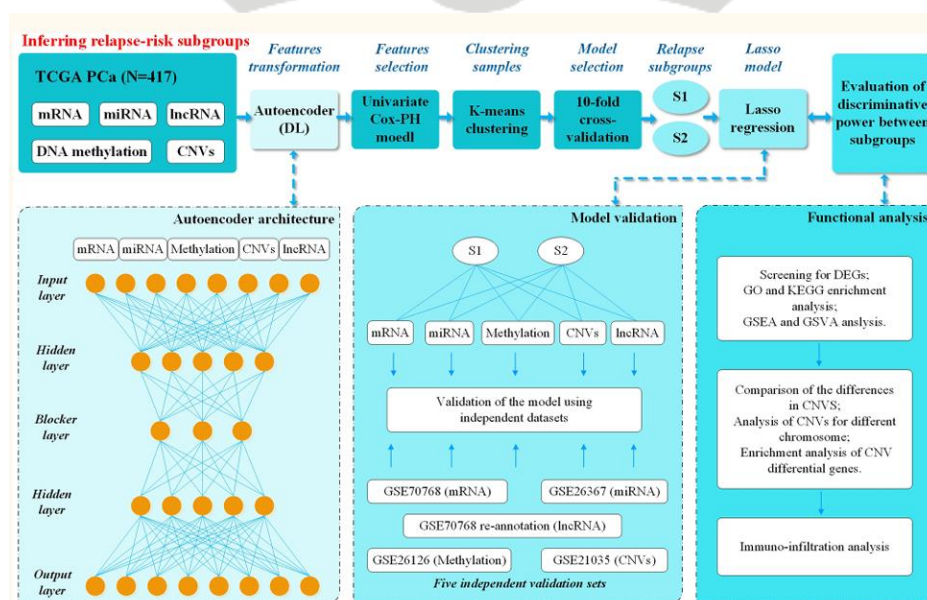 Inferring relapse-risk subgroups
TCGA PCa (N=417)
mRNA
miRNA
lncRNA
DNA methylation
CNVs
Features
transformation
Autoencoder
(DL)
Features
selection
Univariate
Cox-PH
moedl
Clustering
samples
K-means
clustering
Model
selection
10-fold
cross-
validation
Relapse
subgroups
S1
S2
Lasso
model
Lasso
regression
Evaluation of
discriminative
power between
subgroups
Autoencoder architecture
mRNA
miRNA
Methylation
CNVs
lncRNA
Input
layer
Hidden
layer
Blocker
layer
Hidden
layer
Output
layer
Model validation
S1
S2
mRNA
miRNA
Methylation
CNVs
lncRNA
Validation of the model using
independent datasets
GSE70768 (mRNA)
GSE26367 (miRNA)
GSE70768 re-annotation (lncRNA)
GSE26126 (Methylation)
GSE21035 (CNVs)
Five independent validation sets
Functional analysis
Screening for DEGs;
GO and KEGG enrichment
analysis;
GSEA and GSVA anslysis.
Comparison of the differences
in CNVS;
Analysis of CNVs for different
chromosome;
Enrichment analysis of CNV
differential genes.
Immuno-infiltration analysis